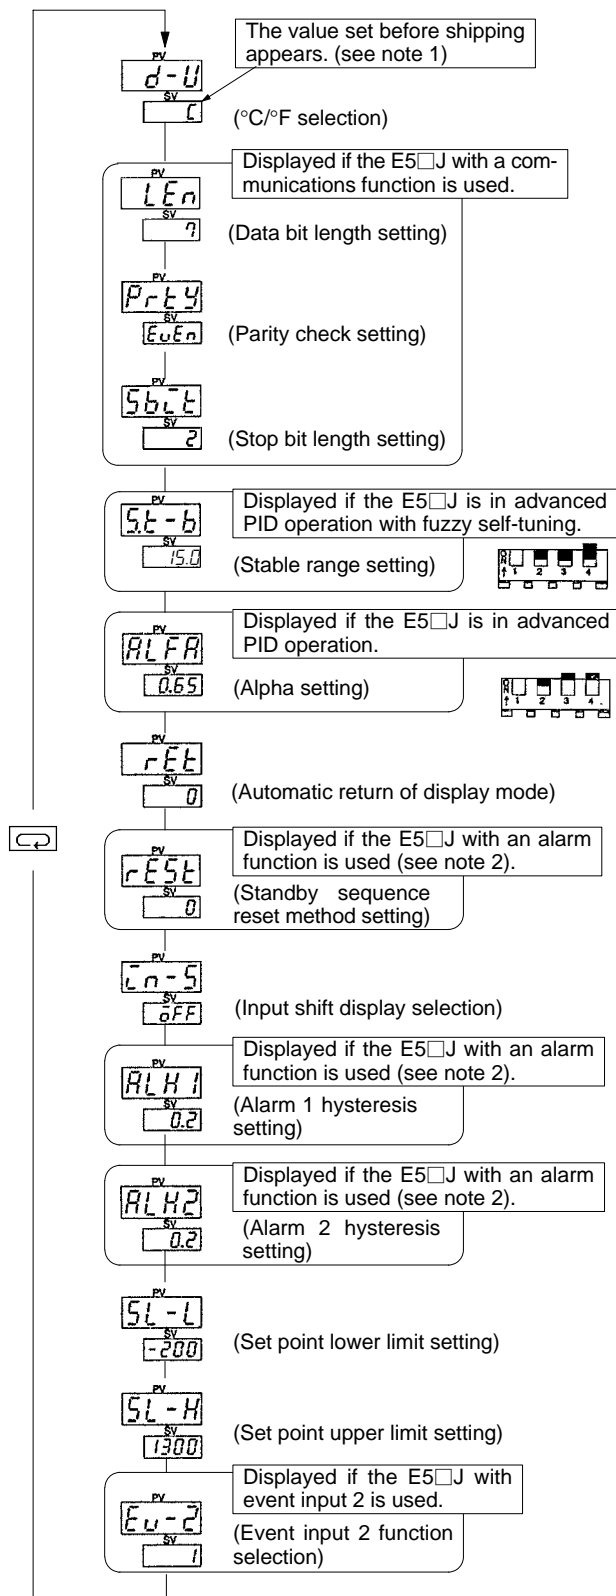 The value set before shipping
appears. (see note 1)
PV
d-U
SV
C
(°C/°F selection)
Displayed if the E5□J with a com-
munications function is used.
PV
LEn
SV
7
(Data bit length setting)
PV
PrtY
SV
EvEn
(Parity check setting)
PV
Sbit
SV
2
(Stop bit length setting)
Displayed if the E5□J is in advanced
PID operation with fuzzy self-tuning.
PV
S.t-b
SV
15.0
(Stable range setting)
ON
↑ 1 2 3 4
Displayed if the E5□J is in advanced
PID operation.
PV
ALFA
SV
0.65
(Alpha setting)
ON
↑ 1 2 3 4
PV
rEt
SV
0
(Automatic return of display mode)
Displayed if the E5□J with an alarm
function is used (see note 2).
PV
rESt
SV
0
(Standby sequence
reset method setting)
PV
in-S
SV
oFF
(Input shift display selection)
Displayed if the E5□J with an alarm
function is used (see note 2).
PV
ALH1
SV
0.2
(Alarm 1 hysteresis
setting)
Displayed if the E5□J with an alarm
function is used (see note 2).
PV
ALH2
SV
0.2
(Alarm 2 hysteresis
setting)
PV
SL-L
SV
-200
(Set point lower limit setting)
PV
SL-H
SV
1300
(Set point upper limit setting)
Displayed if the E5□J with
event input 2 is used.
PV
Ev-2
SV
1
(Event input 2 function
selection)